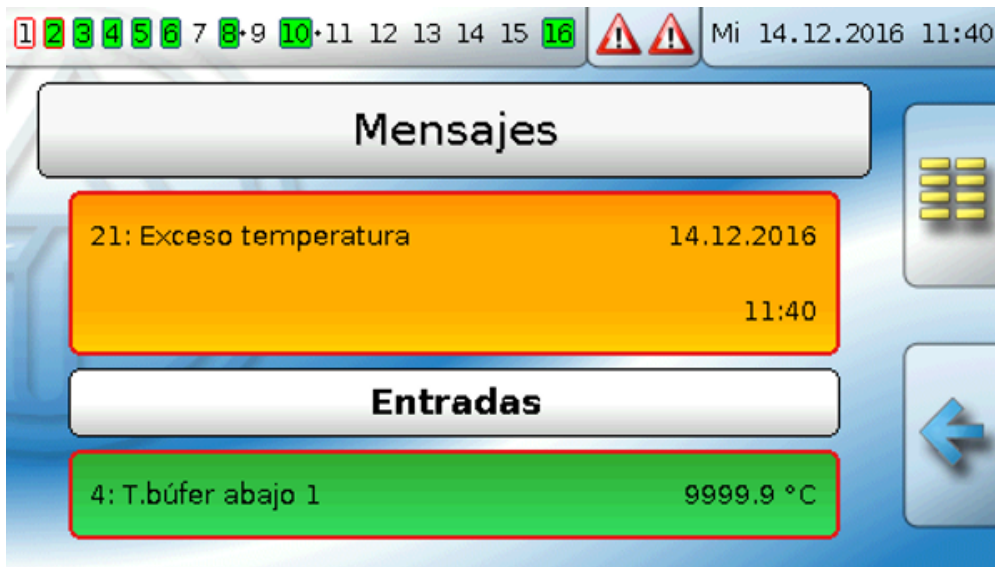 1 2 3 4 5 6 7 8·9 10·11 12 13 14 15 16 Mi 14.12.2016 11:40
Mensajes
21: Exceso temperatura 14.12.2016
11:40
Entradas
4: T.búfer abajo 1 9999.9 °C